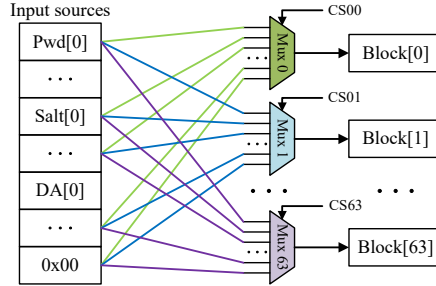 Input sources
Pwd[0]
...
Salt[0]
...
DA[0]
...
0x00
CS00
Mux 0
...
Block[0]
CS01
Mux 1
...
Block[1]
...
...
CS63
Mux 63
...
Block[63]